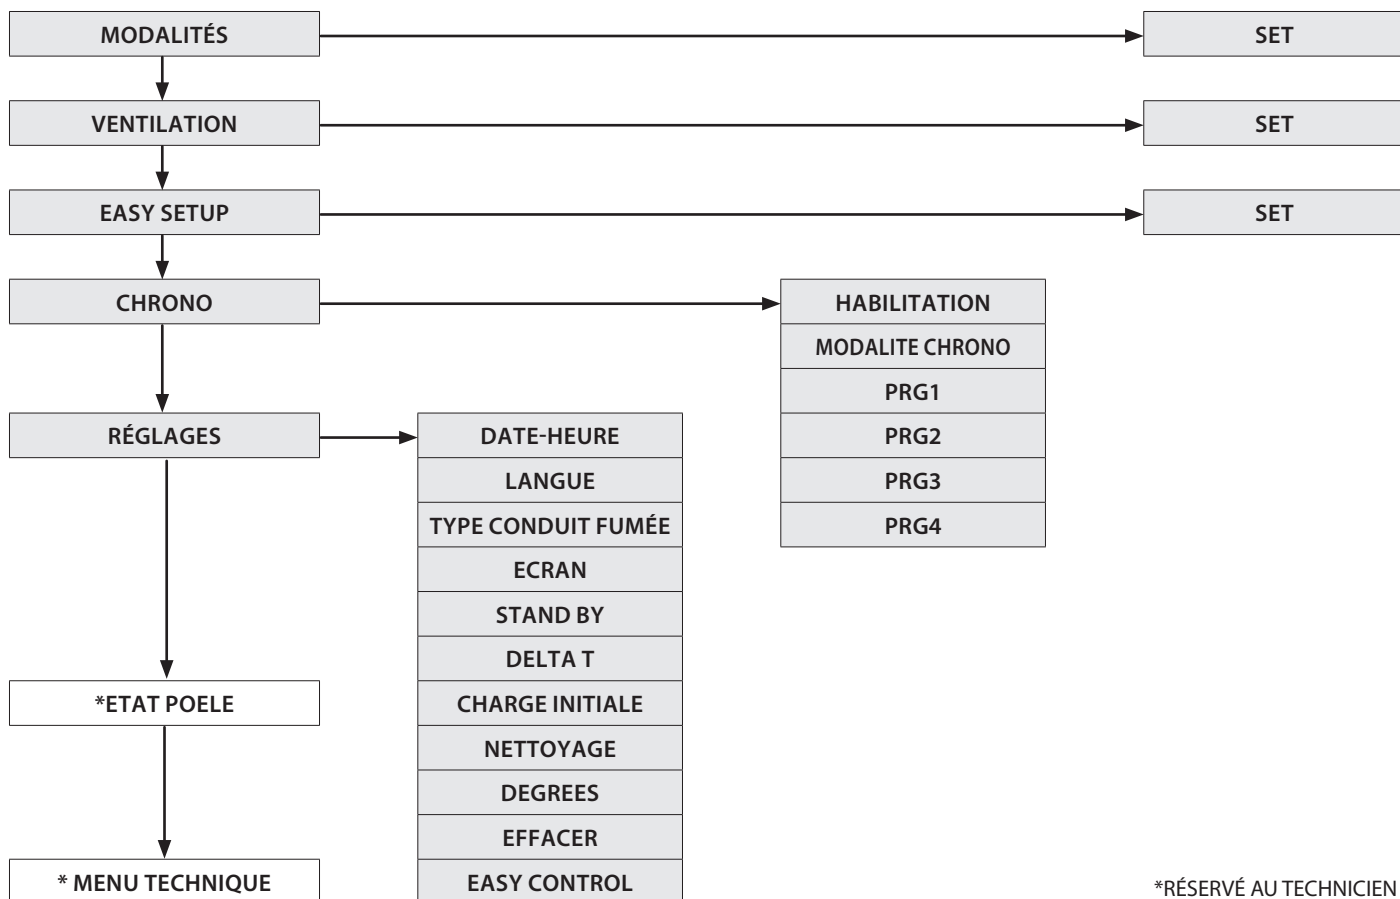 MODALITÉS
SET
VENTILATION
SET
EASY SETUP
SET
CHRONO
HABILITATION
MODALITE CHRONO
PRG1
PRG2
PRG3
PRG4
RÉGLAGES
DATE-HEURE
LANGUE
TYPE CONDUIT FUMÉE
ECRAN
STAND BY
DELTA T
CHARGE INITIALE
NETTOYAGE
DEGREES
EFFACER
EASY CONTROL
*ETAT POELE
* MENU TECHNIQUE
*RÉSERVÉ AU TECHNICIEN